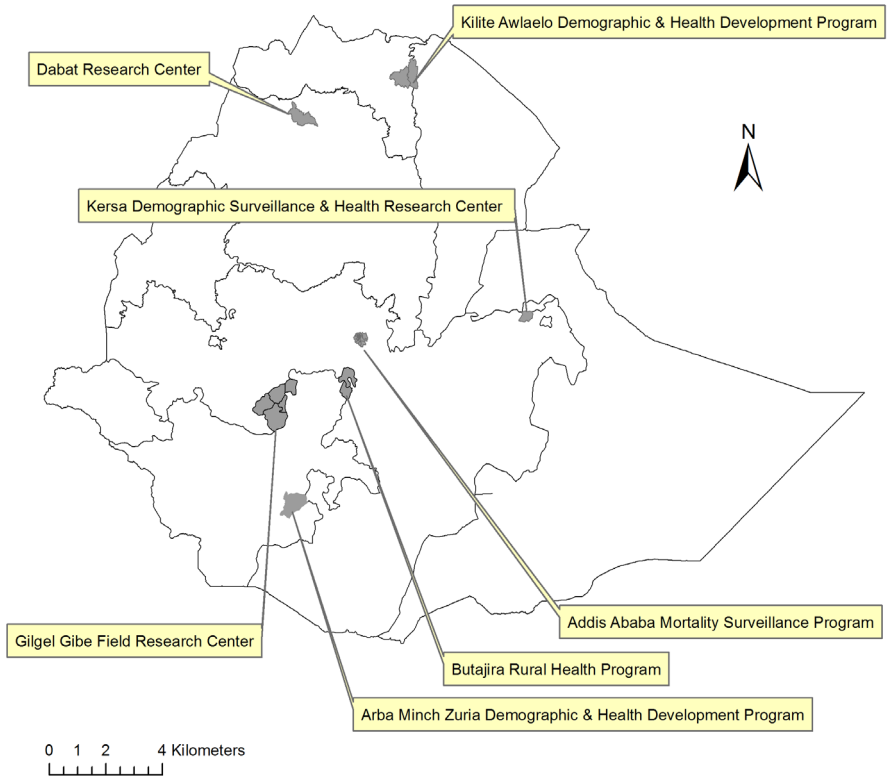 Kilite Awlaelo Demographic & Health Development Program
Dabat Research Center
N
Kersa Demographic Surveillance & Health Research Center
Addis Ababa Mortality Surveillance Program
Gilgel Gibe Field Research Center
Butajira Rural Health Program
Arba Minch Zuria Demographic & Health Development Program
0 1 2 4 Kilometers